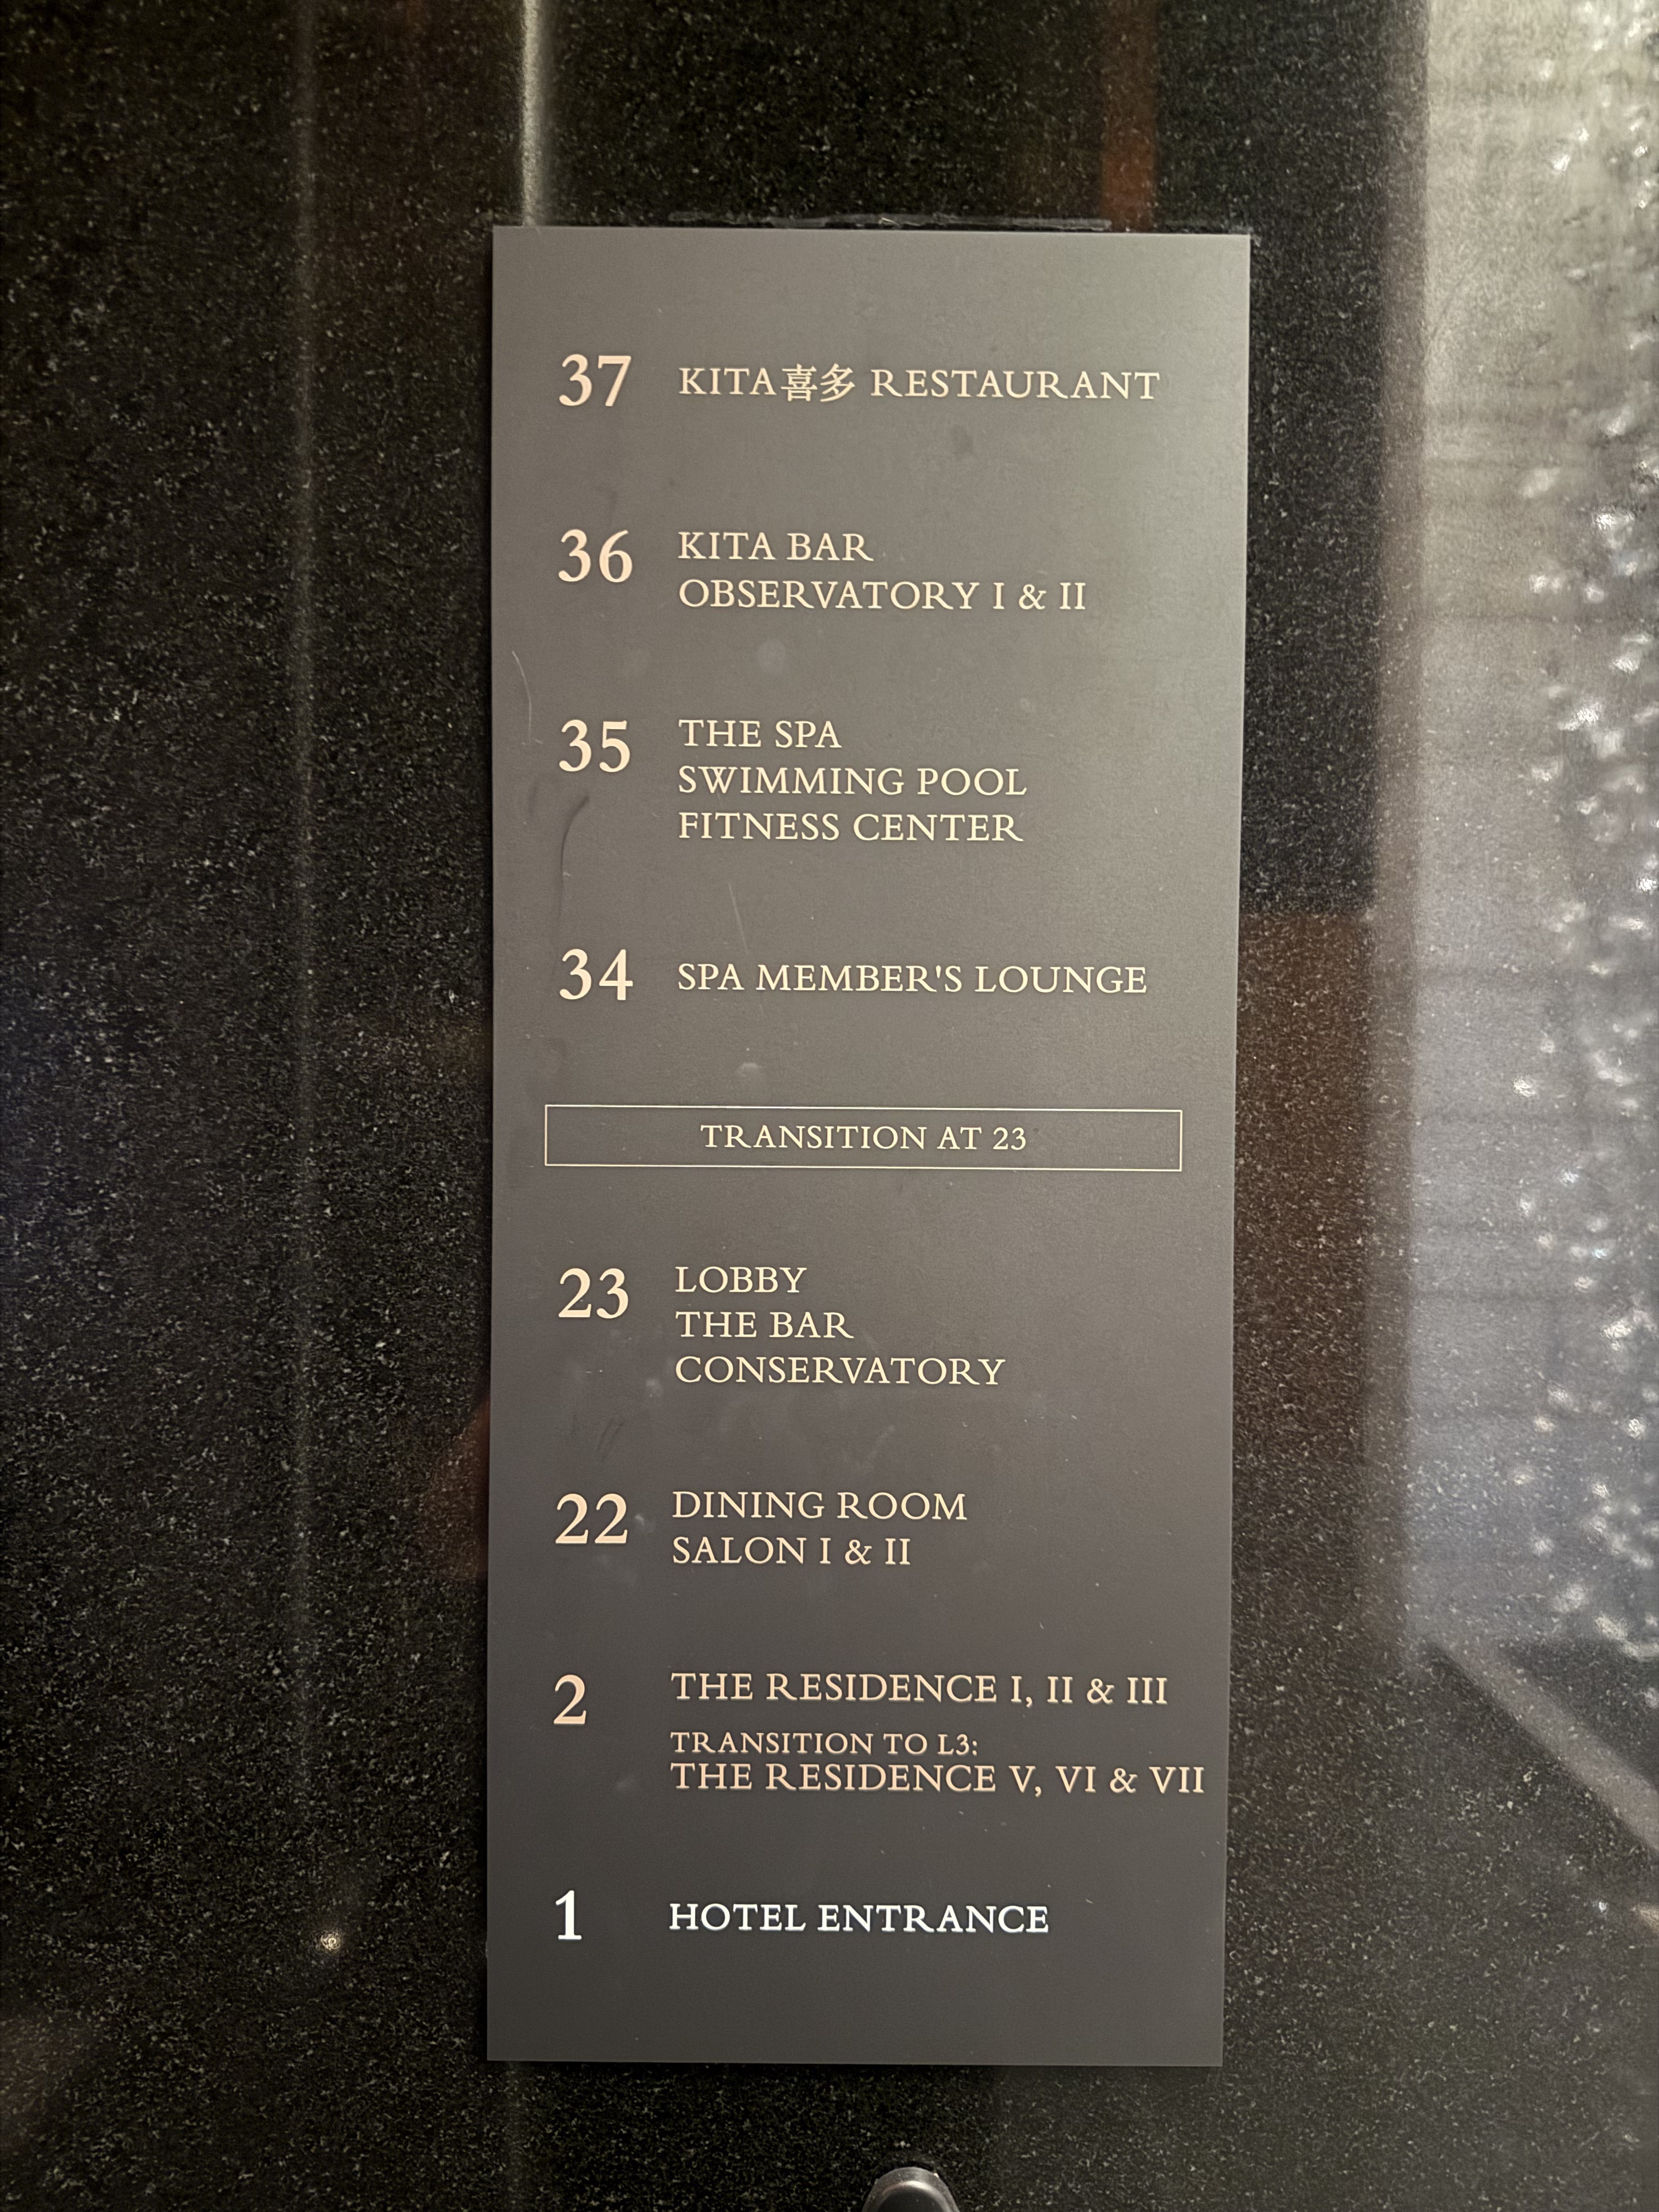 37 KITA喜多 RESTAURANT
36 KITA BAR
OBSERVATORY I & II
35 THE SPA
SWIMMING POOL
FITNESS CENTER
34 SPA MEMBER'S LOUNGE
TRANSITION AT 23
23 LOBBY
THE BAR
CONSERVATORY
22 DINING ROOM
SALON I & II
2 THE RESIDENCE I, II & III
TRANSITION TO L3:
THE RESIDENCE V, VI & VII
1 HOTEL ENTRANCE